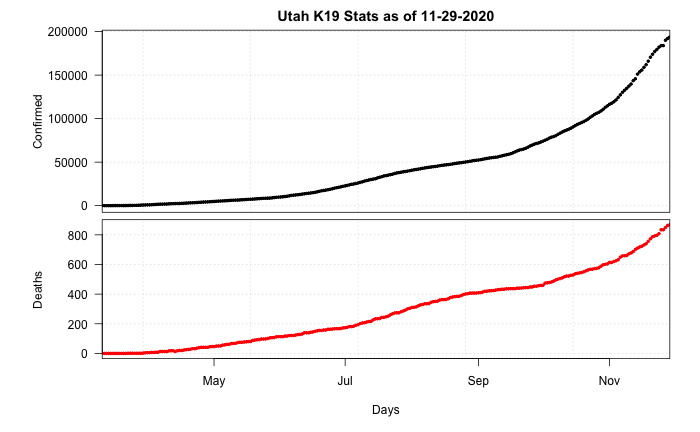 Utah K19 Stats as of 11-29-2020
200000
150000
100000
50000
0
Confirmed
800
600
400
200
0
Deaths
May Jul Sep Nov
Days